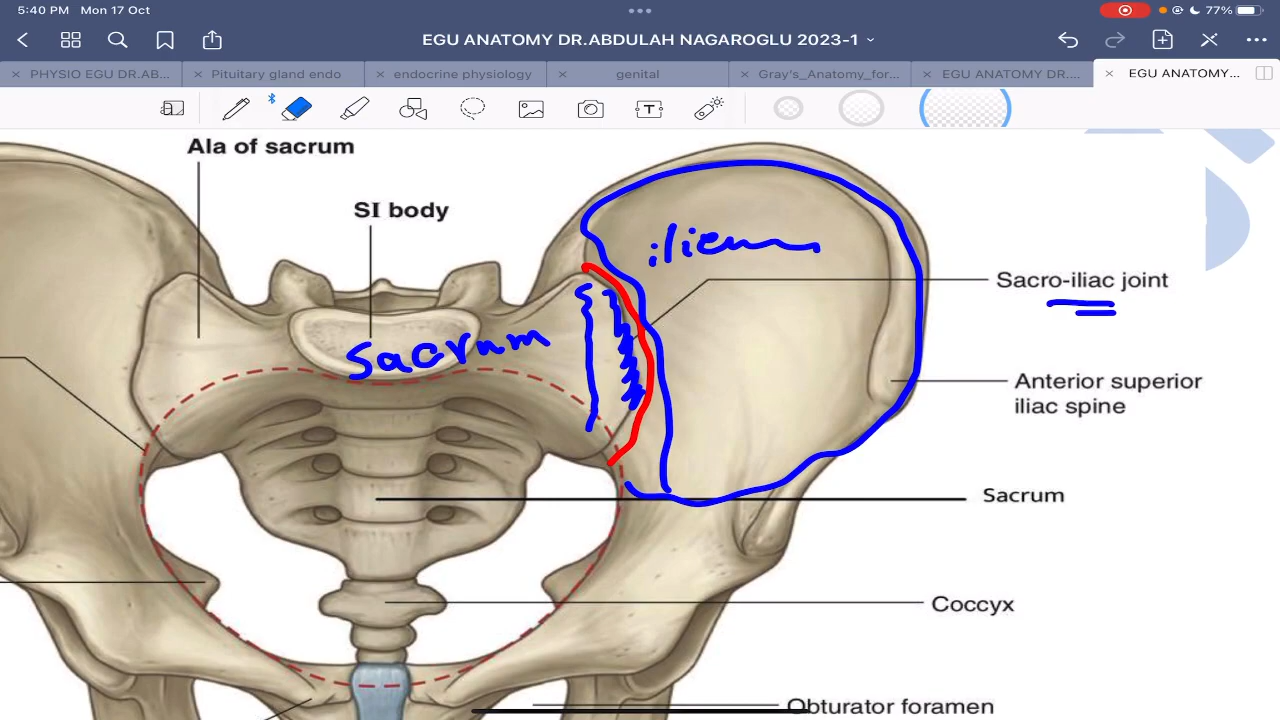 5:40 PM Mon 17 Oct
77%
EGU ANATOMY DR.ABDULAH NAGAROGLU 2023-1
PHYSIO EGU DR.AB...
Pituitary gland endo
endocrine physiology
genital
Gray's_Anatomy_for...
EGU ANATOMY DR....
EGU ANATOMY...
Ala of sacrum
SI body
ilieum
Sacro-iliac joint
Sacrum
Anterior superior
iliac spine
Sacrum
Coccyx
Obturator foramen